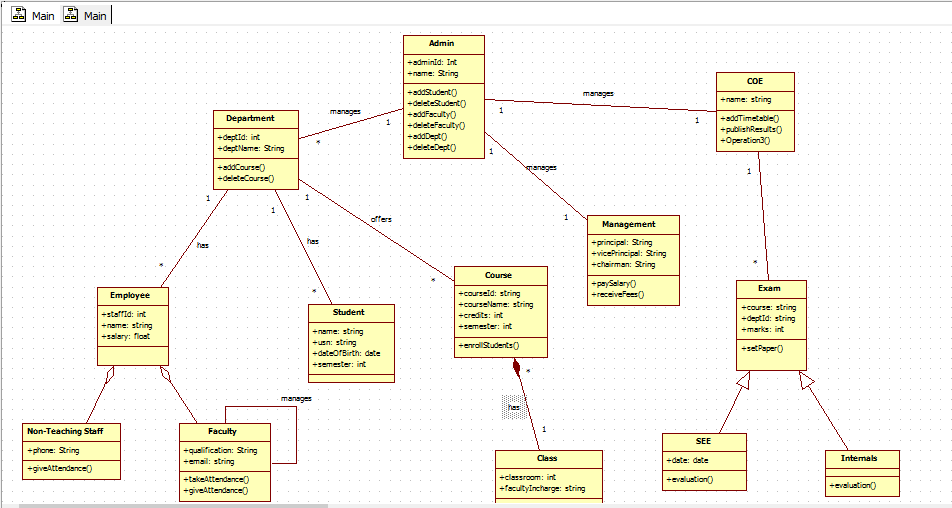 Main Main
Admin
+adminId: Int
+name: String
+addStudent()
+deleteStudent()
+addFaculty()
+deleteFaculty()
+addDept()
+deleteDept()
manages
1
*
manages
1
1
manages
1
1
COE
+name: string
+addTimetable()
+publishResults()
+Operation3()
Department
+deptId: int
+deptName: String
+addCourse()
+deleteCourse()
1
has
*
1
has
*
1
offers
*
Management
+principal: String
+vicePrincipal: String
+chairman: String
+paySalary()
+receiveFees()
1
*
Employee
+staffId: int
+name: string
+salary: float
Student
+name: string
+usn: string
+dateOfBirth: date
+semester: int
Course
+courseId: string
+courseName: string
+credits: int
+semester: int
+enrollStudents()
Exam
+course: string
+deptId: string
+marks: int
+setPaper()
*
has
1
manages
Non-Teaching Staff
+phone: String
+giveAttendance()
Faculty
+qualification: String
+email: string
+takeAttendance()
+giveAttendance()
Class
+classroom: int
+facultyIncharge: string
SEE
+date: date
+evaluation()
Internals
+evaluation()